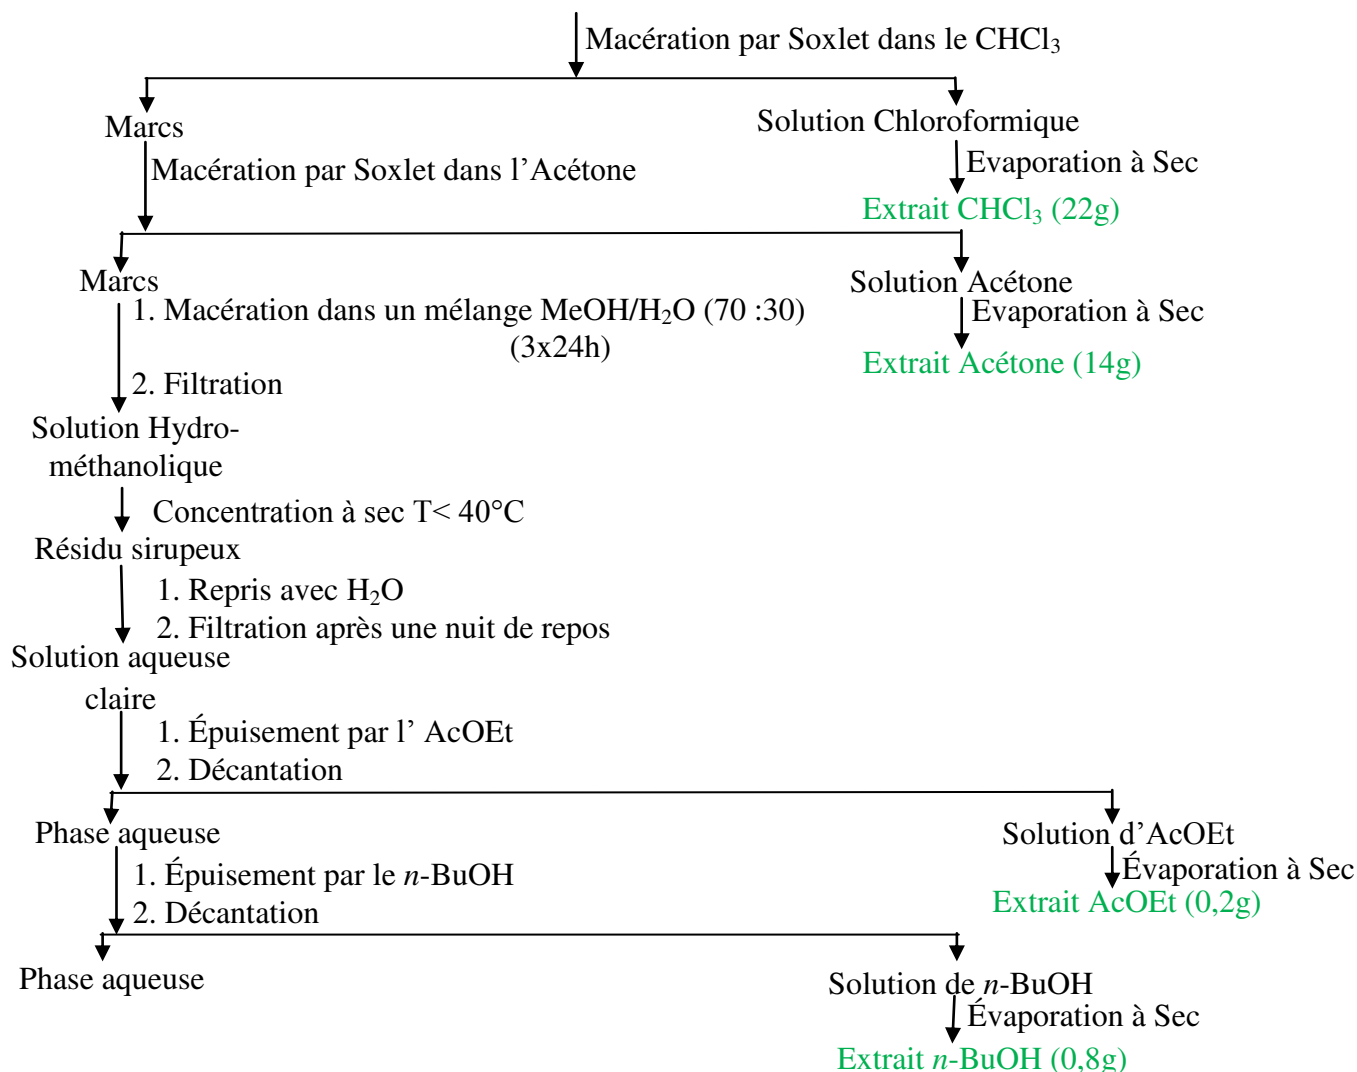 Macération par Soxlet dans le CHCl₃
Marcs
Solution Chloroformique
Macération par Soxlet dans l’Acétone
Evaporation à Sec
Extrait CHCl₃ (22g)
Marcs
Solution Acétone
1. Macération dans un mélange MeOH/H₂O (70 :30)
(3x24h)
Evaporation à Sec
Extrait Acétone (14g)
2. Filtration
Solution Hydro-
méthanolique
Concentration à sec T< 40°C
Résidu sirupeux
1. Repris avec H₂O
2. Filtration après une nuit de repos
Solution aqueuse
claire
1. Épuisement par l’ AcOEt
2. Décantation
Phase aqueuse
Solution d’AcOEt
1. Épuisement par le n-BuOH
Évaporation à Sec
2. Décantation
Extrait AcOEt (0,2g)
Phase aqueuse
Solution de n-BuOH
Évaporation à Sec
Extrait n-BuOH (0,8g)